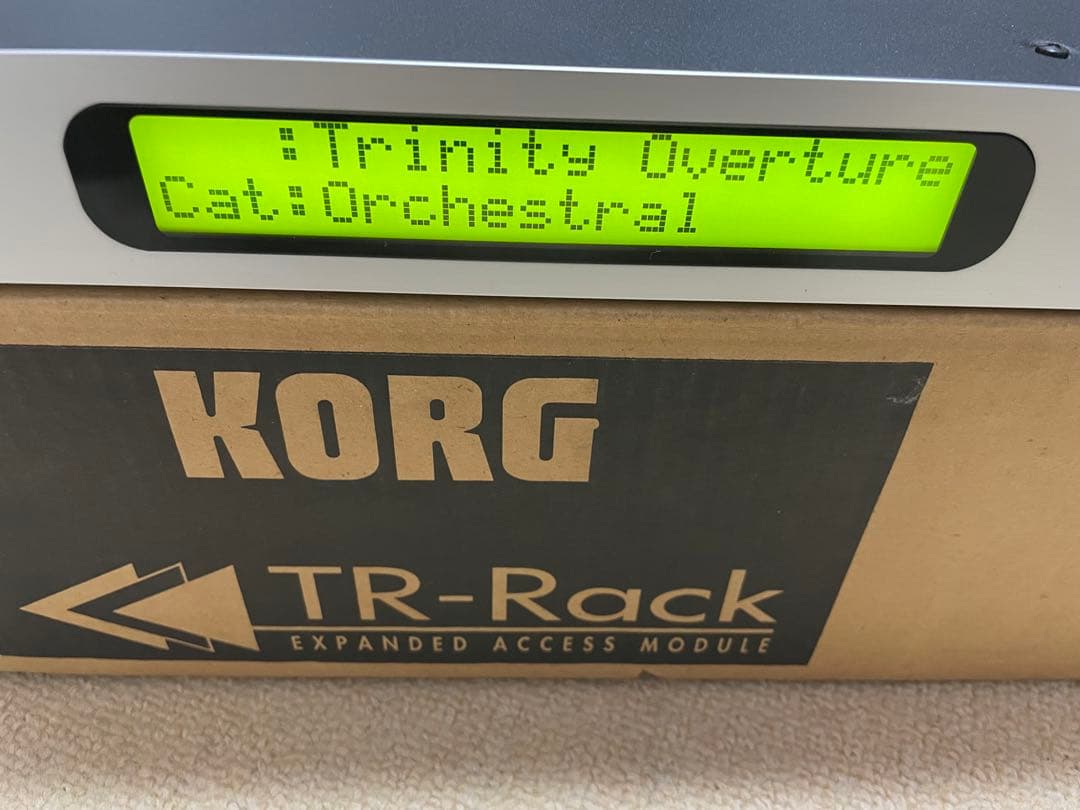 :Trinity Overture
Cat:Orchestral
KORG
TR-Rack
EXPANDED ACCESS MODULE